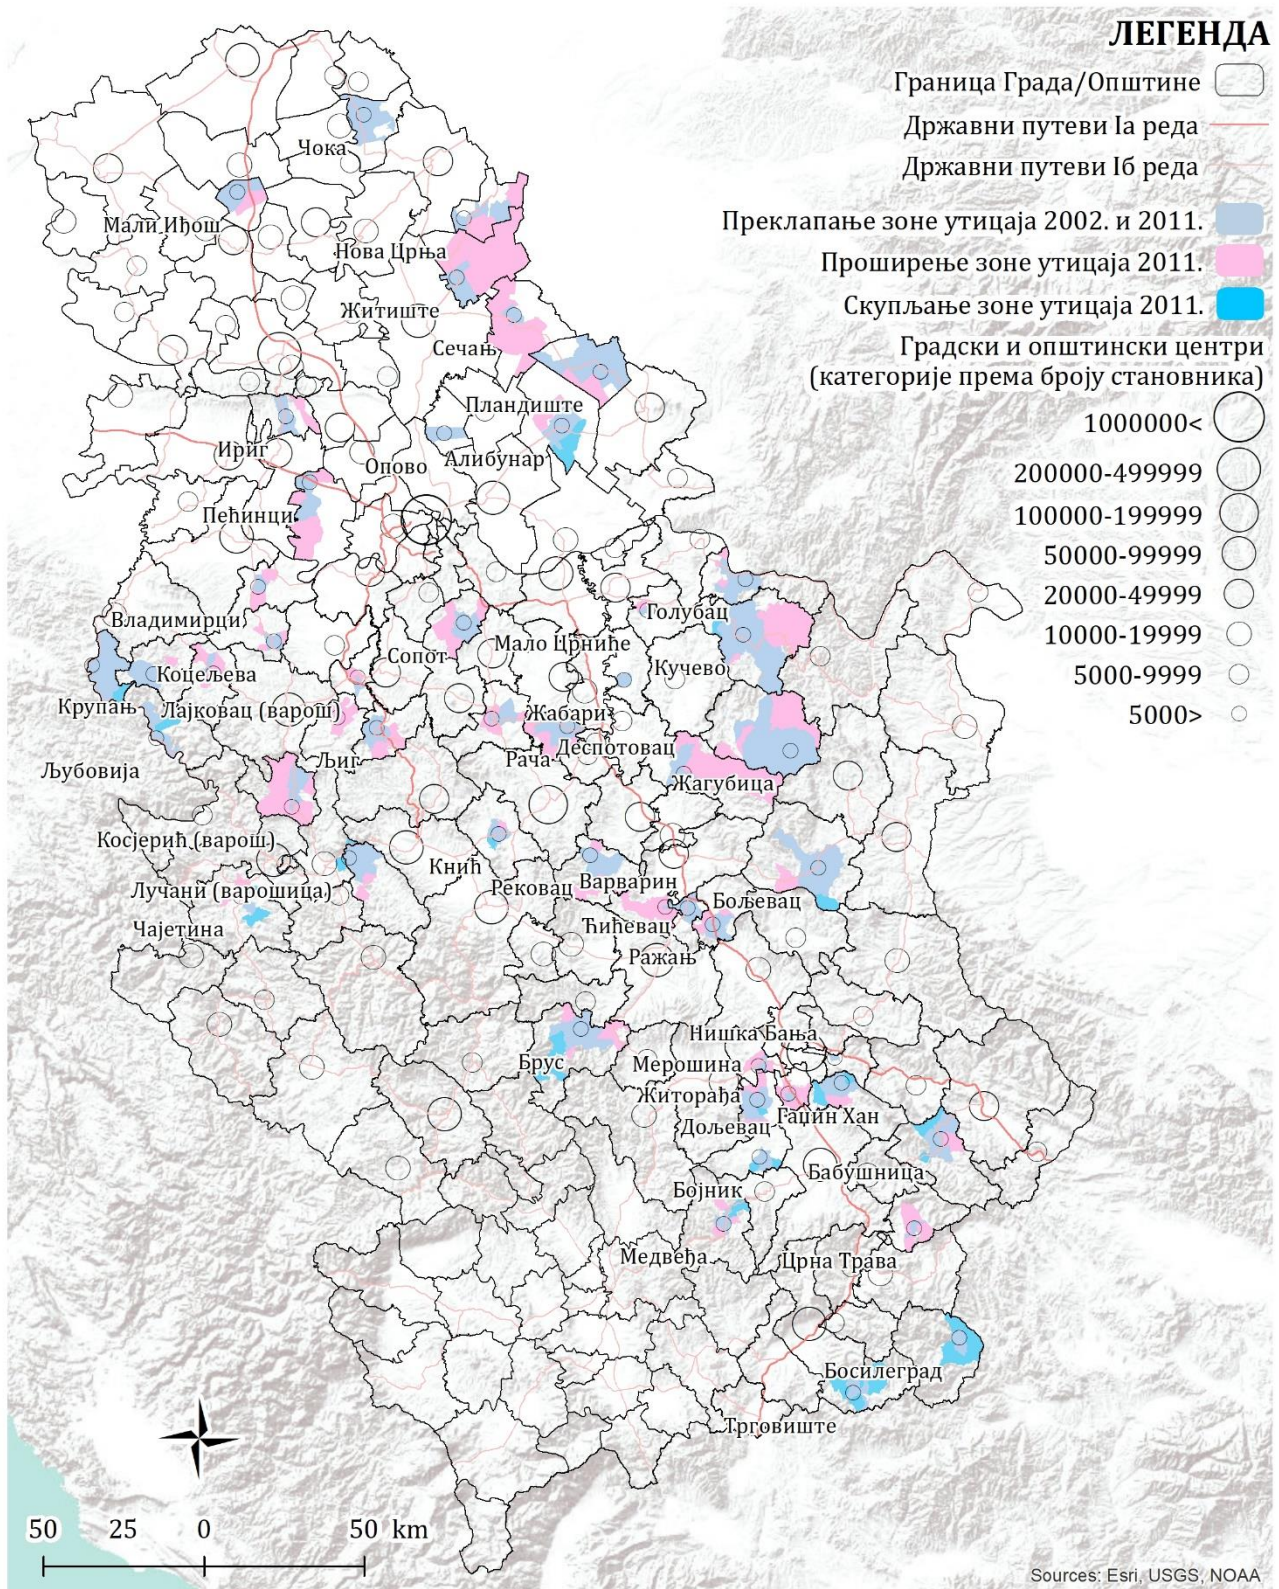 ЛЕГЕНДА
Граница Града/Општине
Државни путеви Iа реда
Државни путеви Iб реда
Преклапање зоне утицаја 2002. и 2011.
Проширење зоне утицаја 2011.
Скупљање зоне утицаја 2011.
Градски и општински центри
(категорије према броју становника)
1000000<
200000-499999
100000-199999
50000-99999
20000-49999
10000-19999
5000-9999
5000>
Чока
Мали Иђош
Нова Црња
Житиште
Сечањ
Пландиште
Ириг
Опово
Алибунар
Пећинци
Голубац
Владимирци
Сопот
Мало Црниће
Кучево
Коцељева
Крупањ
Лајковац (варош)
Жабари
Деспотовац
Љубовија
Љиг
Рача
Жагубица
Косјерић (варош)
Кнић
Рековац
Варварин
Лучани (варошица)
Бољевац
Чајетина
Ћићевац
Ражањ
Нишка Бања
Брус
Мерошина
Житорађа
Гаџин Хан
Дољевац
Бабушница
Бојник
Медвеђа
Црна Трава
Босилеград
Трговиште
50 25 0 50 km
Sources: Esri, USGS, NOAA